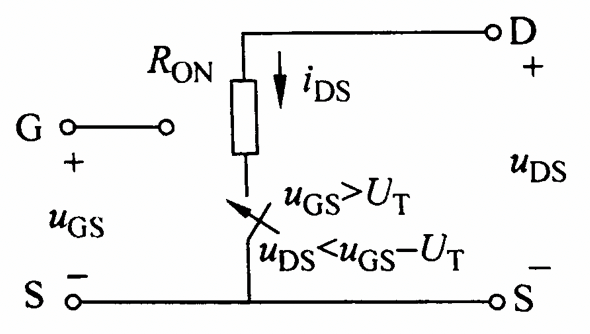 D
R_ON
i_DS
+
G
+
u_DS
u_GS>U_T
u_GS
u_DS<u_GS−U_T
−
−
S
S